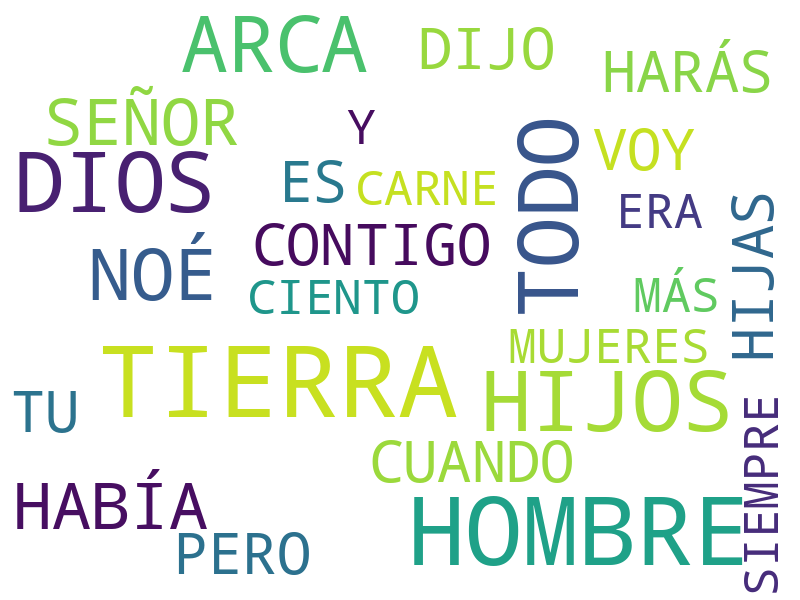 ARCA
DIJO
HARÁS
SEÑOR
Y
VOY
DIOS
ES
CARNE
TODO
ERA
HIJAS
CONTIGO
NOÉ
CIENTO
MÁS
MUJERES
TIERRA
HIJOS
TU
CUANDO
SIEMPRE
HABÍA
HOMBRE
PERO